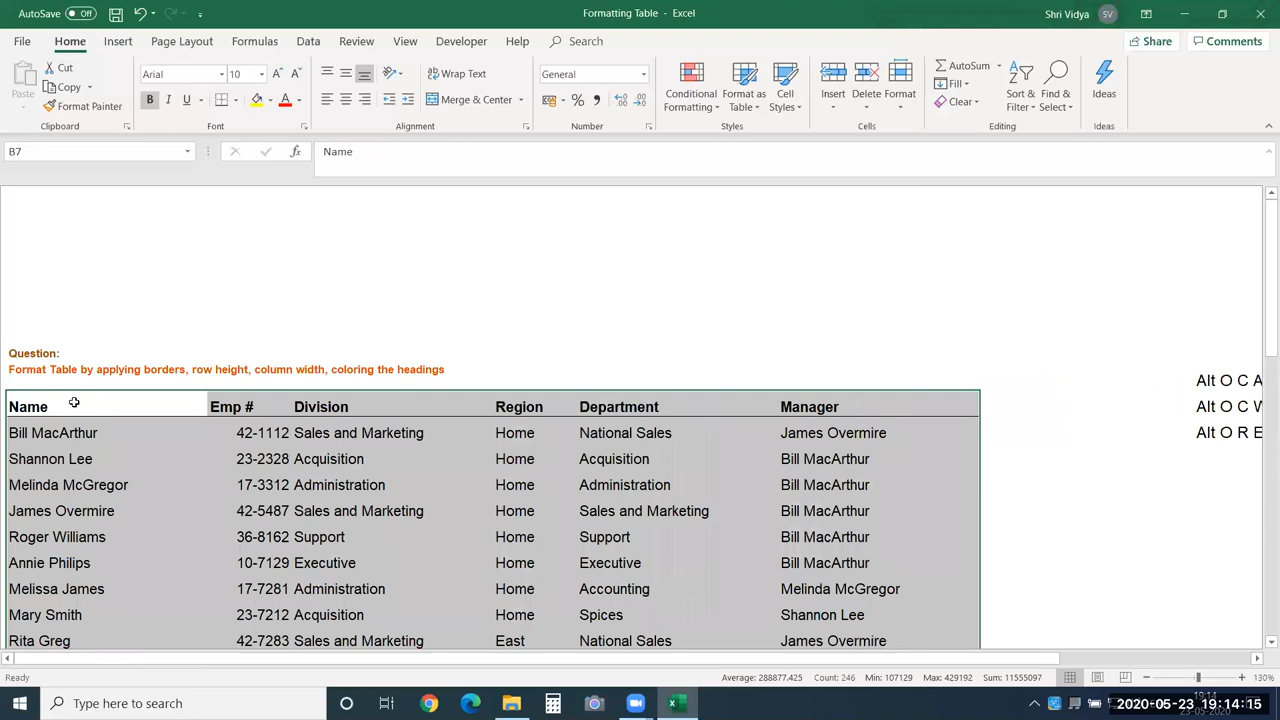 AutoSave Off
Formatting Table - Excel
Shri Vidya SV
File Home Insert Page Layout Formulas Data Review View Developer Help Search
Share Comments
Paste
Cut
Copy
Format Painter
Clipboard
Arial 10
B I U
Font
Wrap Text
Merge & Center
Alignment
General
Number
Conditional Formatting
Format as Table
Cell Styles
Styles
Insert Delete Format
Cells
AutoSum
Fill
Clear
Sort & Filter
Find & Select
Editing
Ideas
Ideas
B7 fx Name
Question:
Format Table by applying borders, row height, column width, coloring the headings
Alt O C A
Name Emp # Division Region Department Manager
Alt O C W
Bill MacArthur 42-1112 Sales and Marketing Home National Sales James Overmire
Alt O R E
Shannon Lee 23-2328 Acquisition Home Acquisition Bill MacArthur
Melinda McGregor 17-3312 Administration Home Administration Bill MacArthur
James Overmire 42-5487 Sales and Marketing Home Sales and Marketing Bill MacArthur
Roger Williams 36-8162 Support Home Support Bill MacArthur
Annie Philips 10-7129 Executive Home Executive Bill MacArthur
Melissa James 17-7281 Administration Home Accounting Melinda McGregor
Mary Smith 23-7212 Acquisition Home Spices Shannon Lee
Rita Greg 42-7283 Sales and Marketing East National Sales James Overmire
Ready
Average: 288877.425 Count: 246 Min: 107129 Max: 429192 Sum: 11555097
130%
Type here to search
2020-05-23 19:14:15